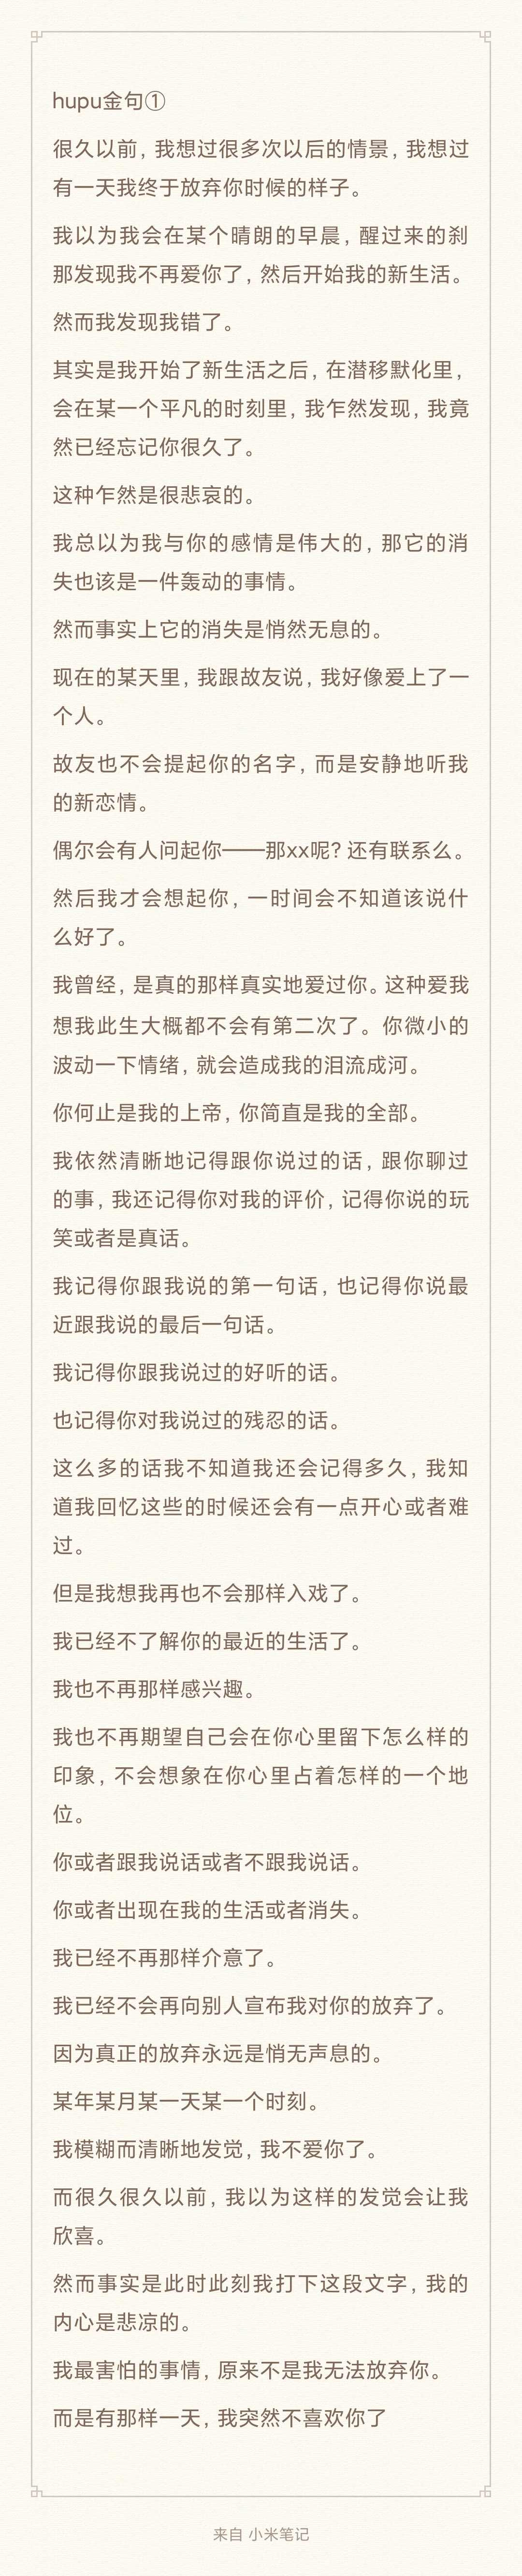 hupu金句①
很久以前，我想过很多次以后的情景，我想过
有一天我终于放弃你时候的样子。
我以为我会在某个晴朗的早晨，醒过来的刹
那发现我不再爱你了，然后开始我的新生活。
然而我发现我错了。
其实是我开始了新生活之后，在潜移默化里，
会在某一个平凡的时刻里，我乍然发现，我竟
然已经忘记你很久了。
这种乍然是很悲哀的。
我总以为我与你的感情是伟大的，那它的消
失也该是一件轰动的事情。
然而事实上它的消失是悄然无息的。
现在的某天里，我跟故友说，我好像爱上了一
个人。
故友也不会提起你的名字，而是安静地听我
的新恋情。
偶尔会有人问起你——那xx呢？还有联系么。
然后我才会想起你，一时间会不知道该说什
么好了。
我曾经，是真的那样真实地爱过你。这种爱我
想我此生大概都不会有第二次了。你微小的
波动一下情绪，就会造成我的泪流成河。
你何止是我的上帝，你简直是我的全部。
我依然清晰地记得跟你说过的话，跟你聊过
的事，我还记得你对我的评价，记得你说的玩
笑或者是真话。
我记得你跟我说的第一句话，也记得你说最
近跟我说的最后一句话。
我记得你跟我说过的好听的话。
也记得你对我说过的残忍的话。
这么多的话我不知道我还会记得多久，我知
道我回忆这些的时候还会有一点开心或者难
过。
但是我想我再也不会那样入戏了。
我已经不了解你的最近的生活了。
我也不再那样感兴趣。
我也不再期望自己会在你心里留下怎么样的
印象，不会想象在你心里占着怎样的一个地
位。
你或者跟我说话或者不跟我说话。
你或者出现在我的生活或者消失。
我已经不再那样介意了。
我已经不会再向别人宣布我对你的放弃了。
因为真正的放弃永远是悄无声息的。
某年某月某一天某一个时刻。
我模糊而清晰地发觉，我不爱你了。
而很久很久以前，我以为这样的发觉会让我
欣喜。
然而事实是此时此刻我打下这段文字，我的
内心是悲凉的。
我最害怕的事情，原来不是我无法放弃你。
而是有那样一天，我突然不喜欢你了
来自 小米笔记